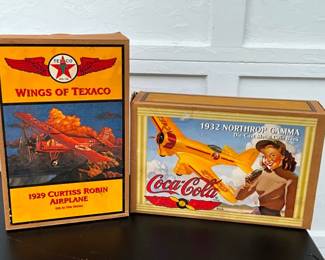 TEXACO
WINGS OF TEXACO
1929 CURTISS ROBIN
AIRPLANE
1932 NORTHROP GAMMA
Coca-Cola